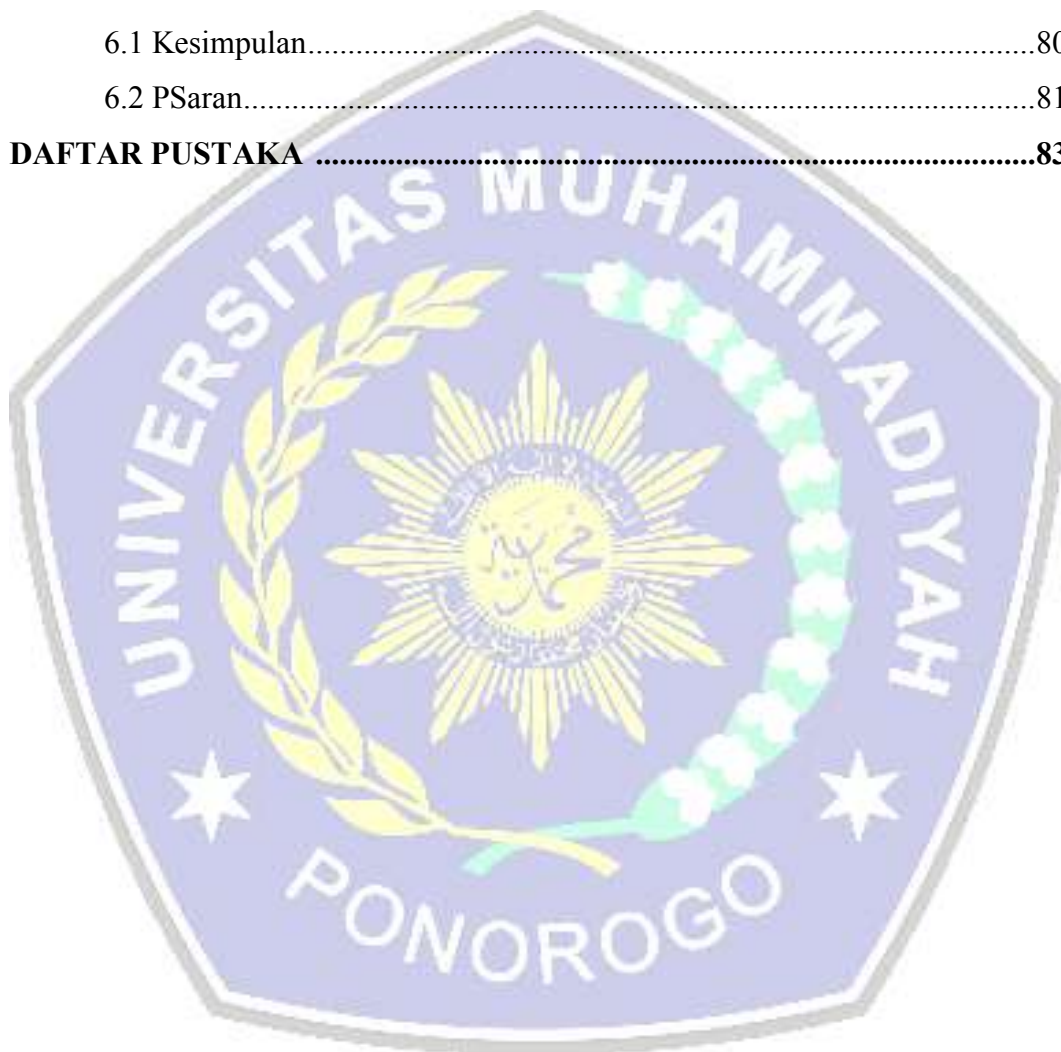 6.1 Kesimpulan....................................................................................80
6.2 PSaran..............................................................................................81
DAFTAR PUSTAKA ..........................................................................................83
UNIVERSITAS MUHAMMADIYAH
PONOROGO